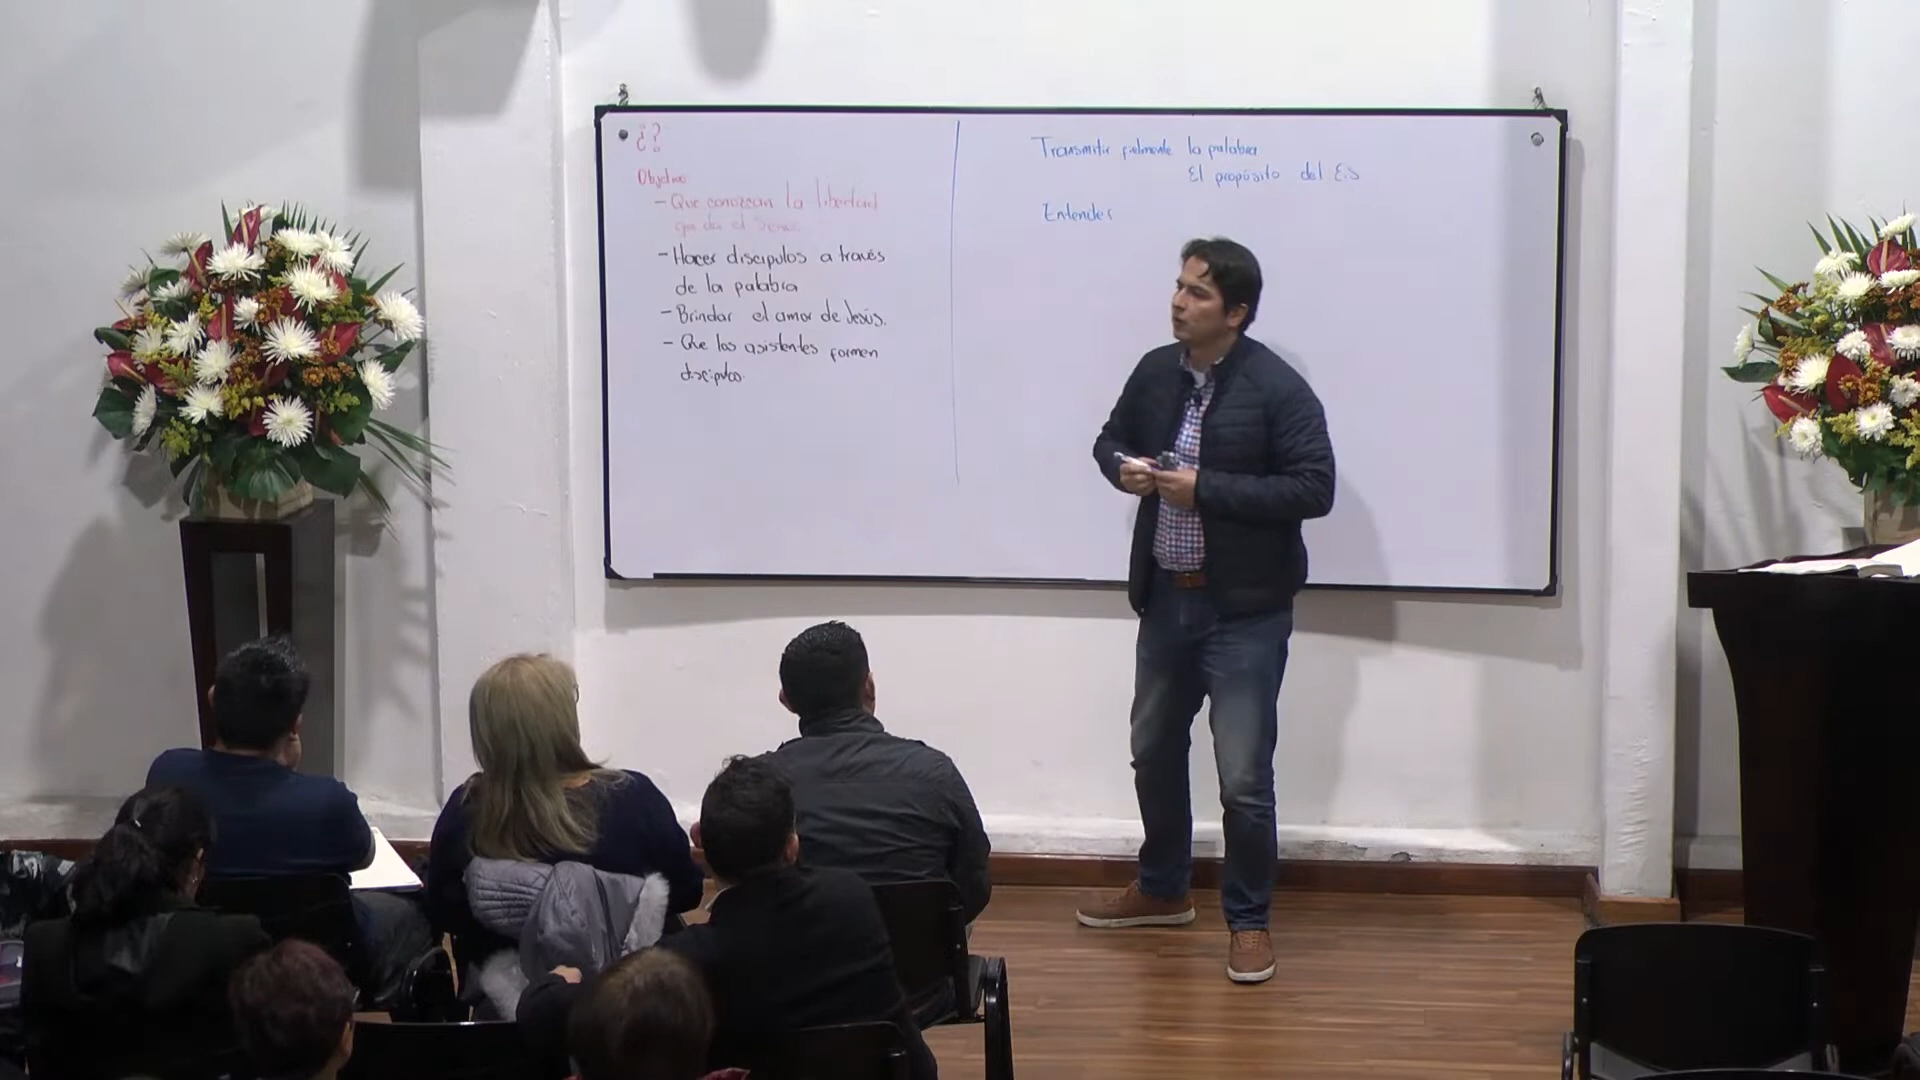 ¿?
Objetivo
- Que conozcan la libertad
que da el Señor.
- Hacer discipulos a través
de la palabra
- Brindar el amor de Jesús.
- Que los asistentes formen
discipulos.
Transmitir fielmente la palabra
El propósito del E.S
Entender